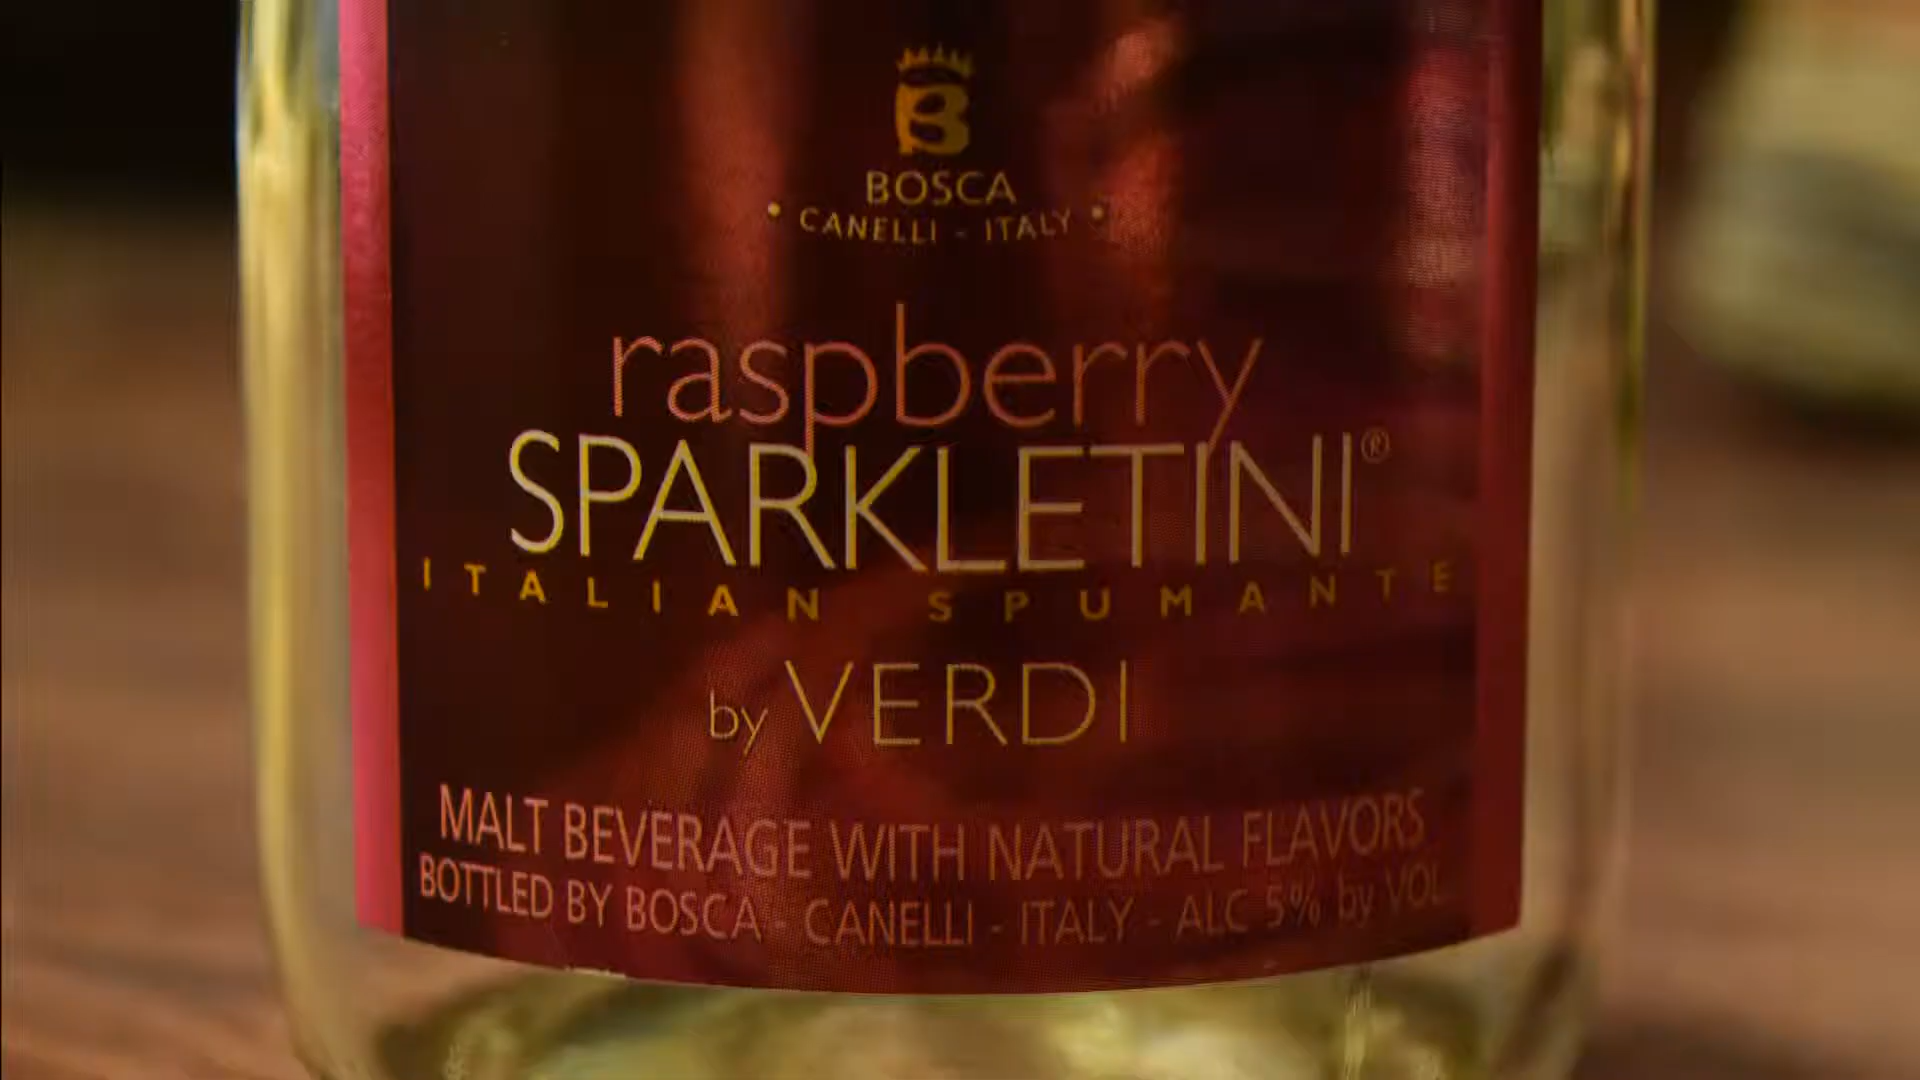 B
BOSCA
• CANELLI - ITALY •
raspberry
SPARKLETINI®
ITALIAN SPUMANTE
by VERDI
MALT BEVERAGE WITH NATURAL FLAVORS
BOTTLED BY BOSCA - CANELLI - ITALY - ALC 5% by VOL.